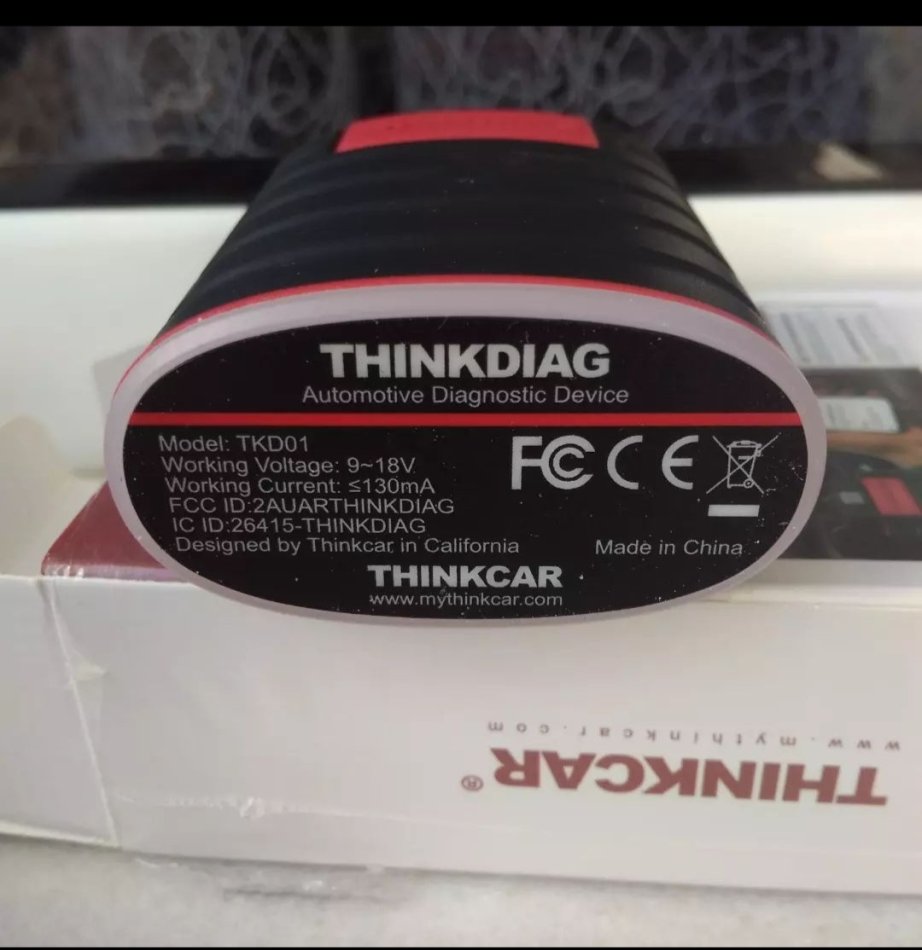 THINKDIAG
Automotive Diagnostic Device
Model: TKD01
Working Voltage: 9~18V
Working Current: ≤130mA
FCC ID:2AUARTHINKDIAG
IC ID:26415-THINKDIAG
Designed by Thinkcar in California
FC CE
Made in China
THINKCAR
www.mythinkcar.com
www.mythinkcar.com
THINKCAR®